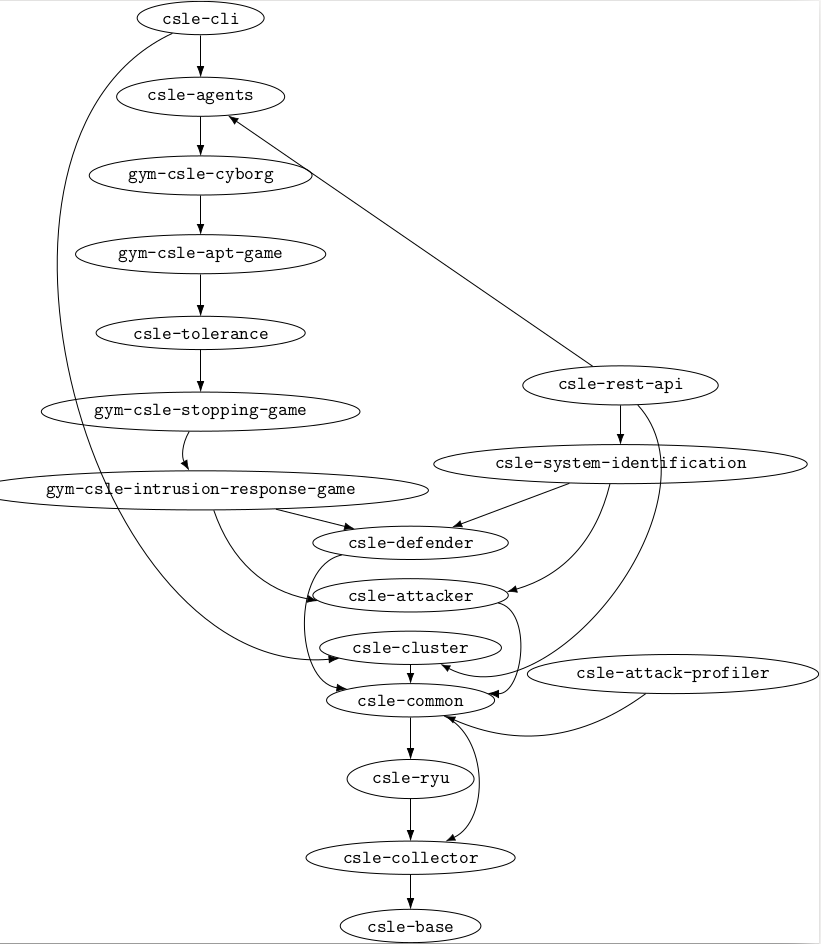 csle-cli
csle-agents
gym-csle-cyborg
gym-csle-apt-game
csle-tolerance
csle-rest-api
gym-csle-stopping-game
csle-system-identification
gym-csle-intrusion-response-game
csle-defender
csle-attacker
csle-cluster
csle-attack-profiler
csle-common
csle-ryu
csle-collector
csle-base